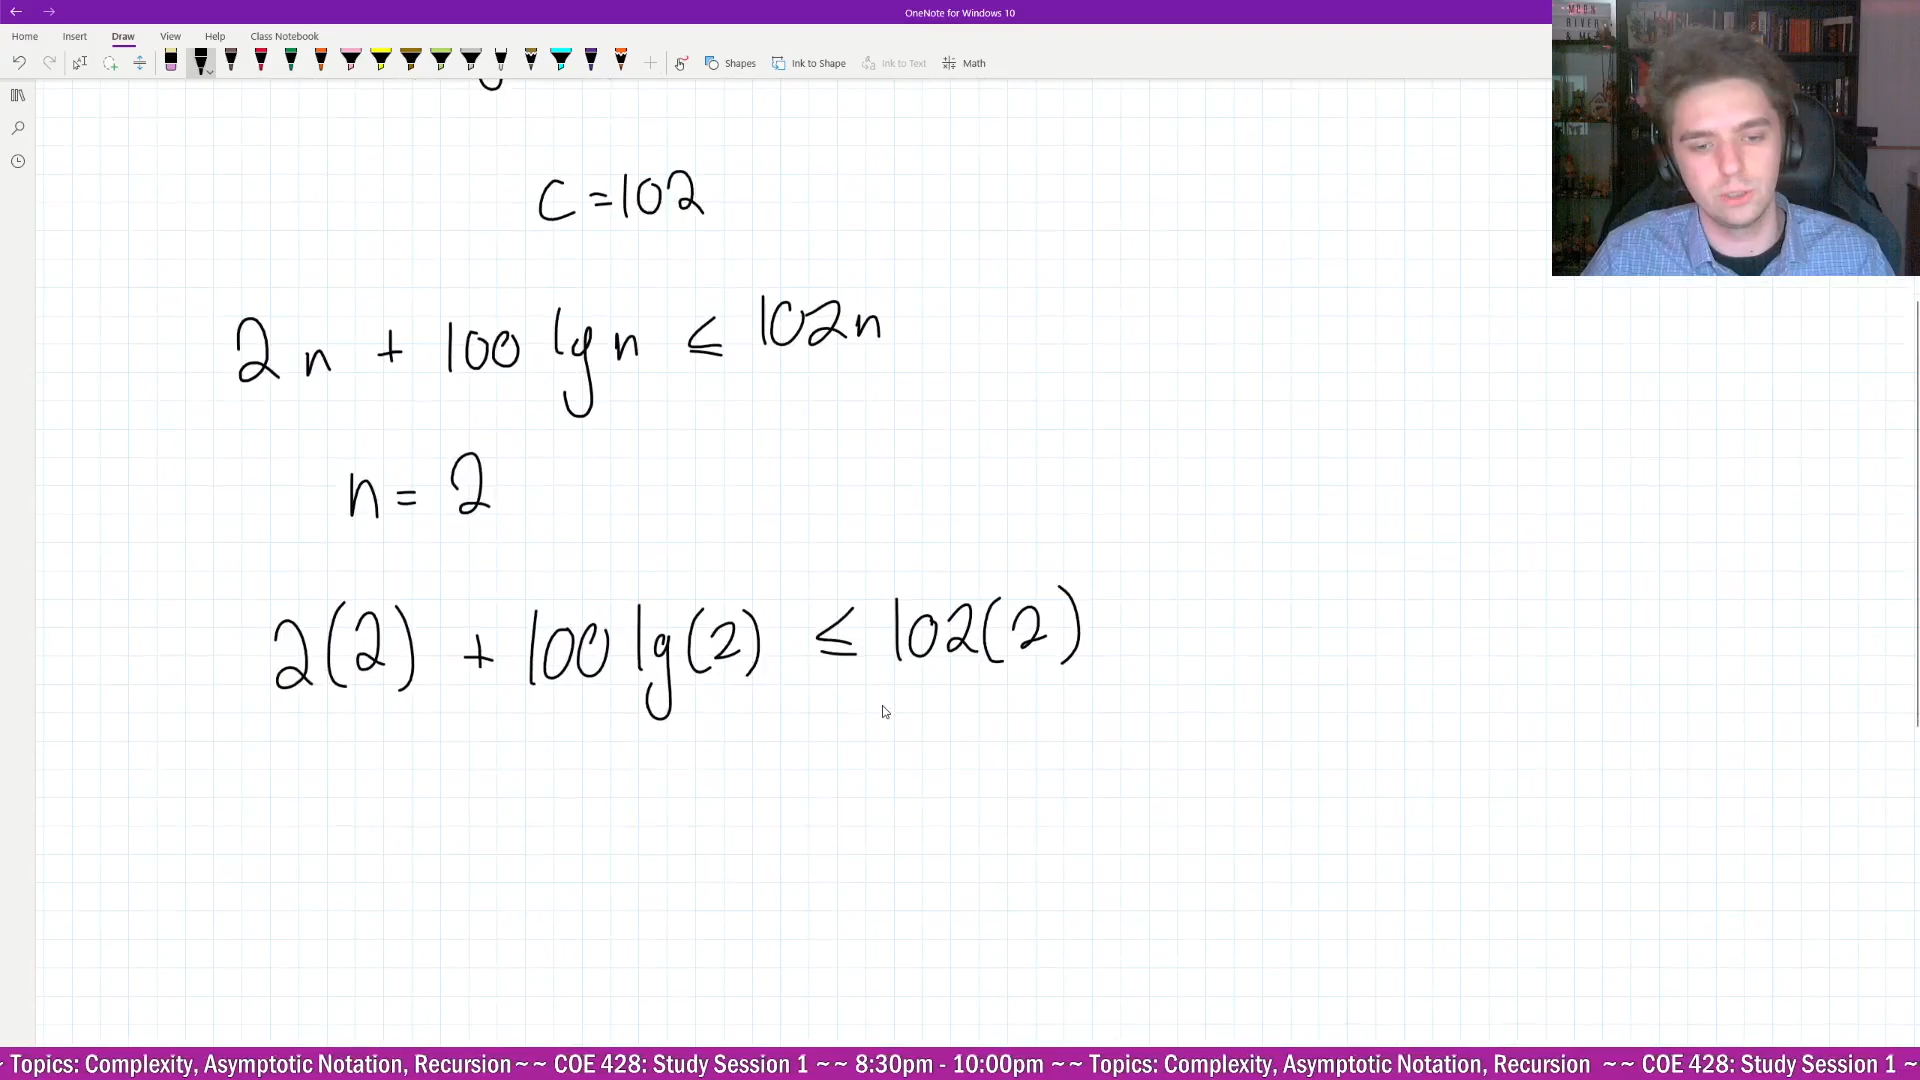 OneNote for Windows 10
Home Insert Draw View Help Class Notebook
Shapes Ink to Shape Ink to Text Math
C = 102
2n + 100 lg n ≤ 102n
n = 2
2(2) + 100 lg(2) ≤ 102(2)
~ Topics: Complexity, Asymptotic Notation, Recursion ~ ~ COE 428: Study Session 1 ~ ~ 8:30pm - 10:00pm ~ ~ Topics: Complexity, Asymptotic Notation, Recursion ~ ~ COE 428: Study Session 1 ~